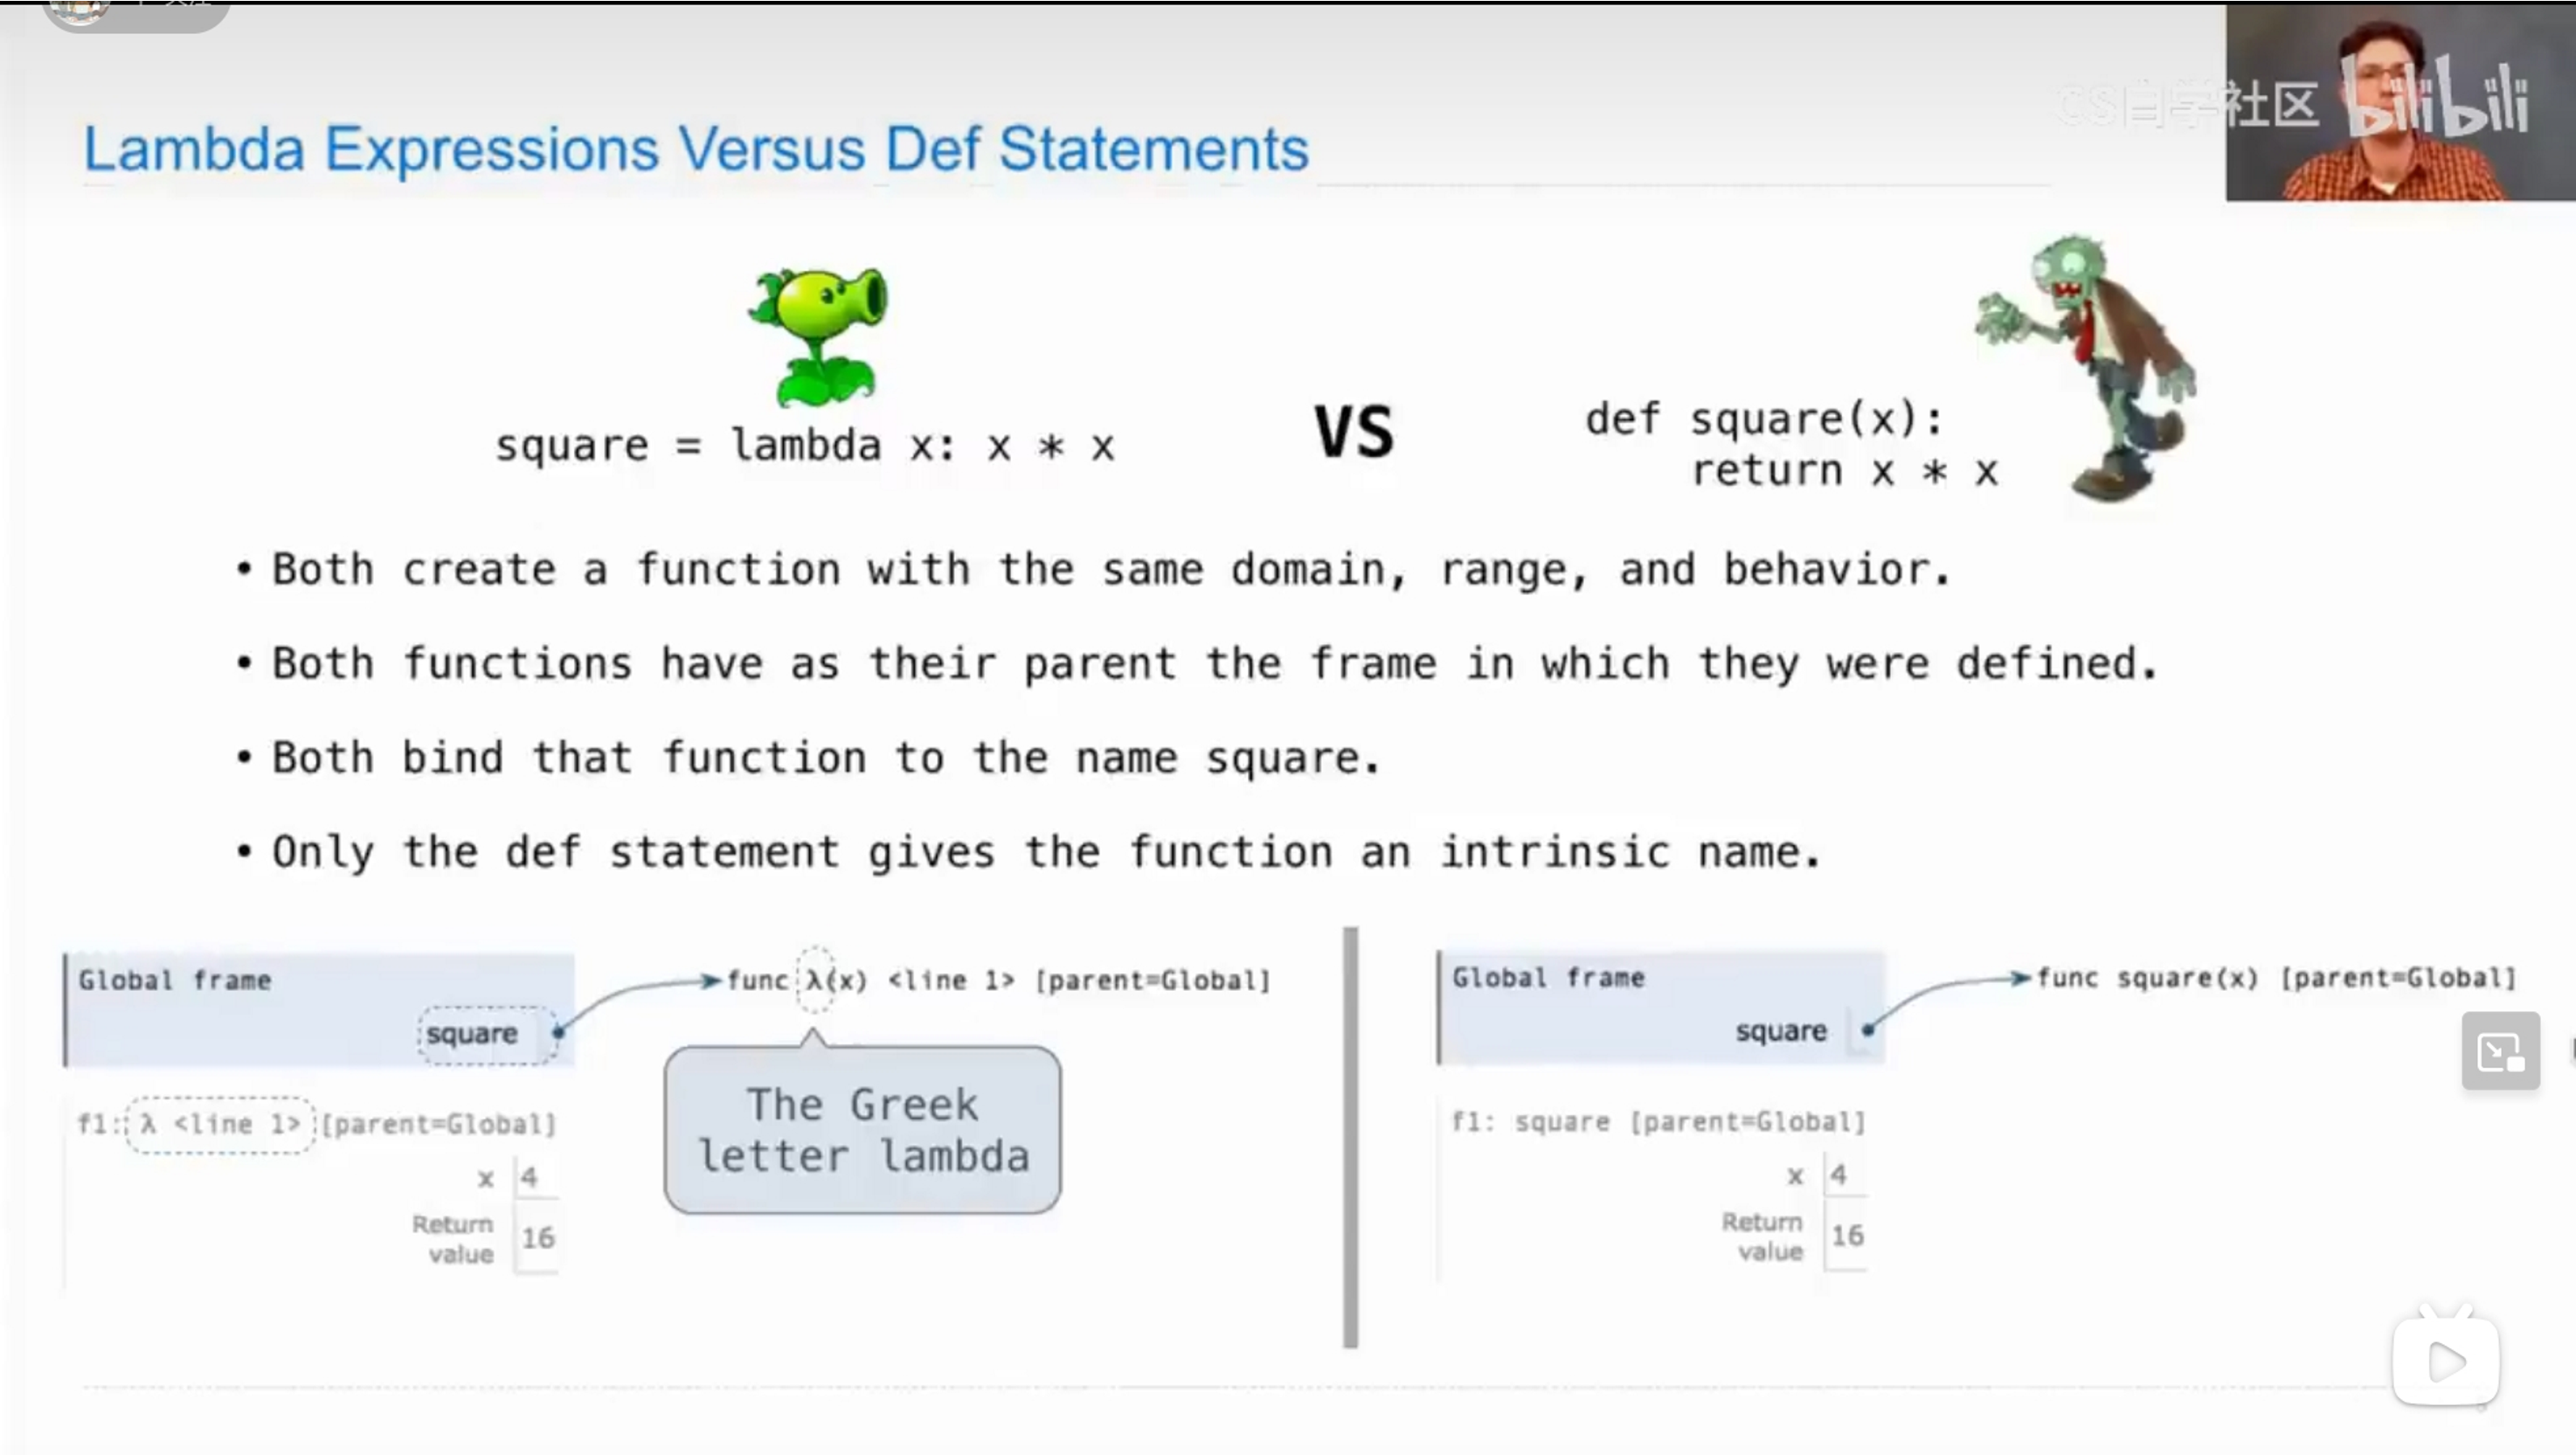 CS自学社区 bilibili
Lambda Expressions Versus Def Statements
square = lambda x: x * x
VS
def square(x):
return x * x
• Both create a function with the same domain, range, and behavior.
• Both functions have as their parent the frame in which they were defined.
• Both bind that function to the name square.
• Only the def statement gives the function an intrinsic name.
Global frame
square
func λ(x) <line 1> [parent=Global]
f1: λ <line 1> [parent=Global]
x 4
Return
value 16
The Greek
letter lambda
Global frame
square
func square(x) [parent=Global]
f1: square [parent=Global]
x 4
Return
value 16